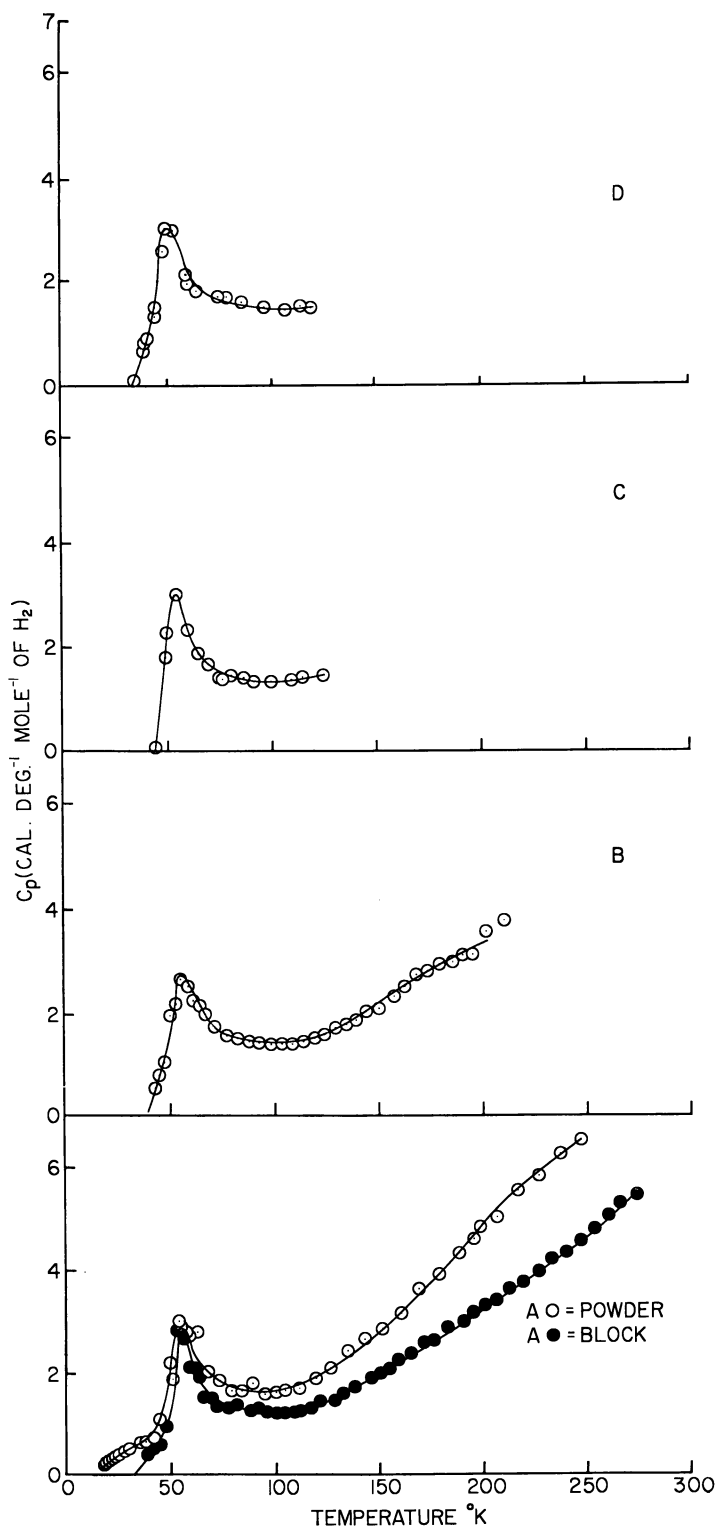 7
6
4
2
0
D
6
4
2
0
C
6
4
2
0
B
6
4
2
0
A ○ = POWDER
A ● = BLOCK
0 50 100 150 200 250 300
TEMPERATURE °K
Cp(CAL. DEG.⁻¹ MOLE⁻¹ OF H₂)